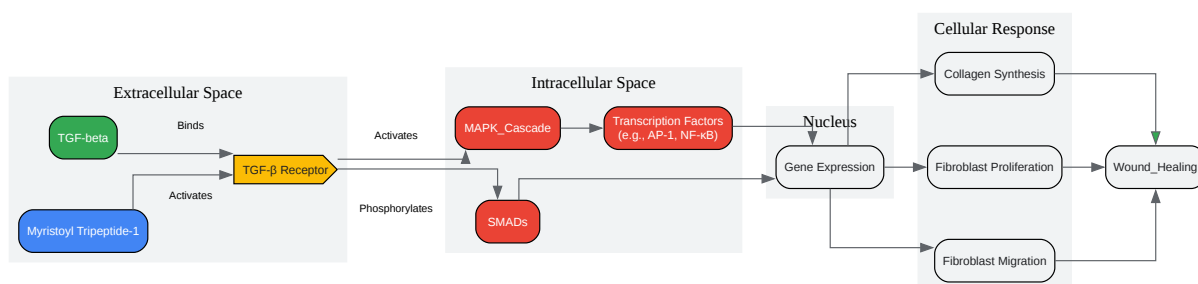 Extracellular Space
TGF-beta
Binds
TGF-β Receptor
Activates
Myristoyl Tripeptide-1
Activates
Phosphorylates
Intracellular Space
MAPK_Cascade
Transcription Factors
(e.g., AP-1, NF-κB)
SMADs
Nucleus
Gene Expression
Cellular Response
Collagen Synthesis
Fibroblast Proliferation
Fibroblast Migration
Wound_Healing